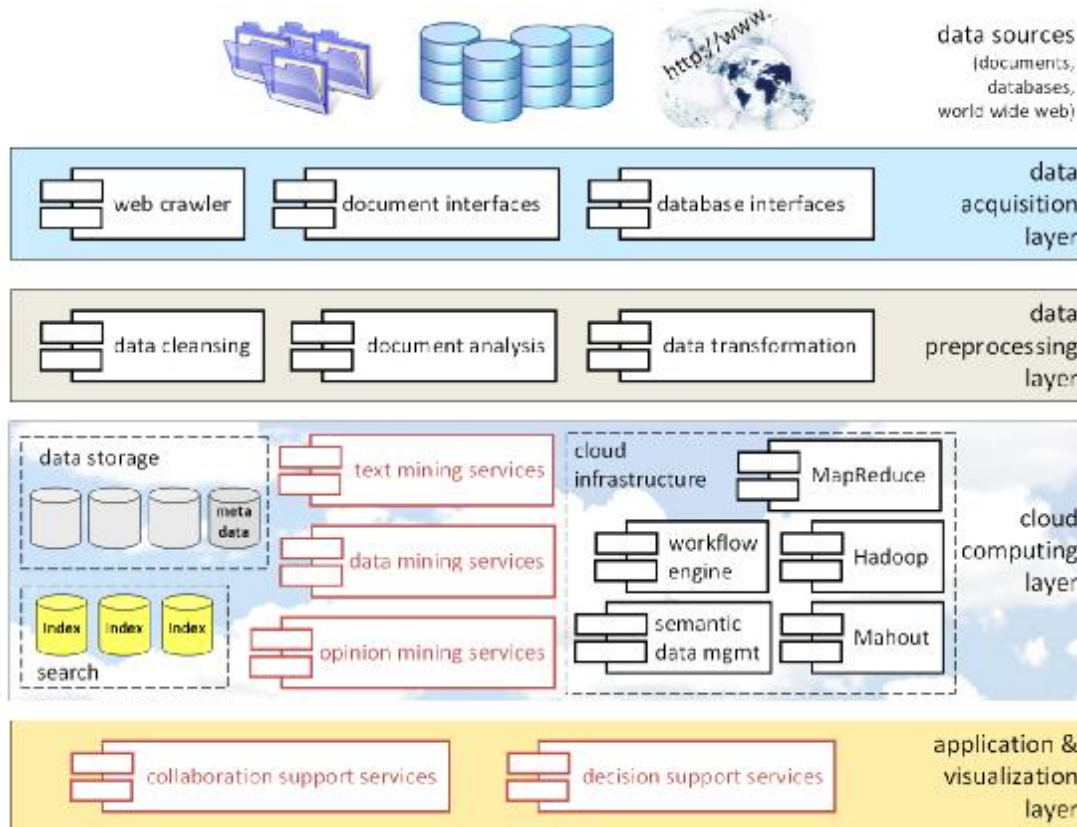 http://www.
data sources
(documents,
databases,
world wide web)
web crawler
document interfaces
database interfaces
data
acquisition
layer
data cleansing
document analysis
data transformation
data
preprocessing
layer
data storage
meta
data
Index
Index
Index
search
text mining services
data mining services
opinion mining services
cloud
infrastructure
MapReduce
workflow
engine
Hadoop
semantic
data mgmt
Mahout
cloud
computing
layer
collaboration support services
decision support services
application &
visualization
layer